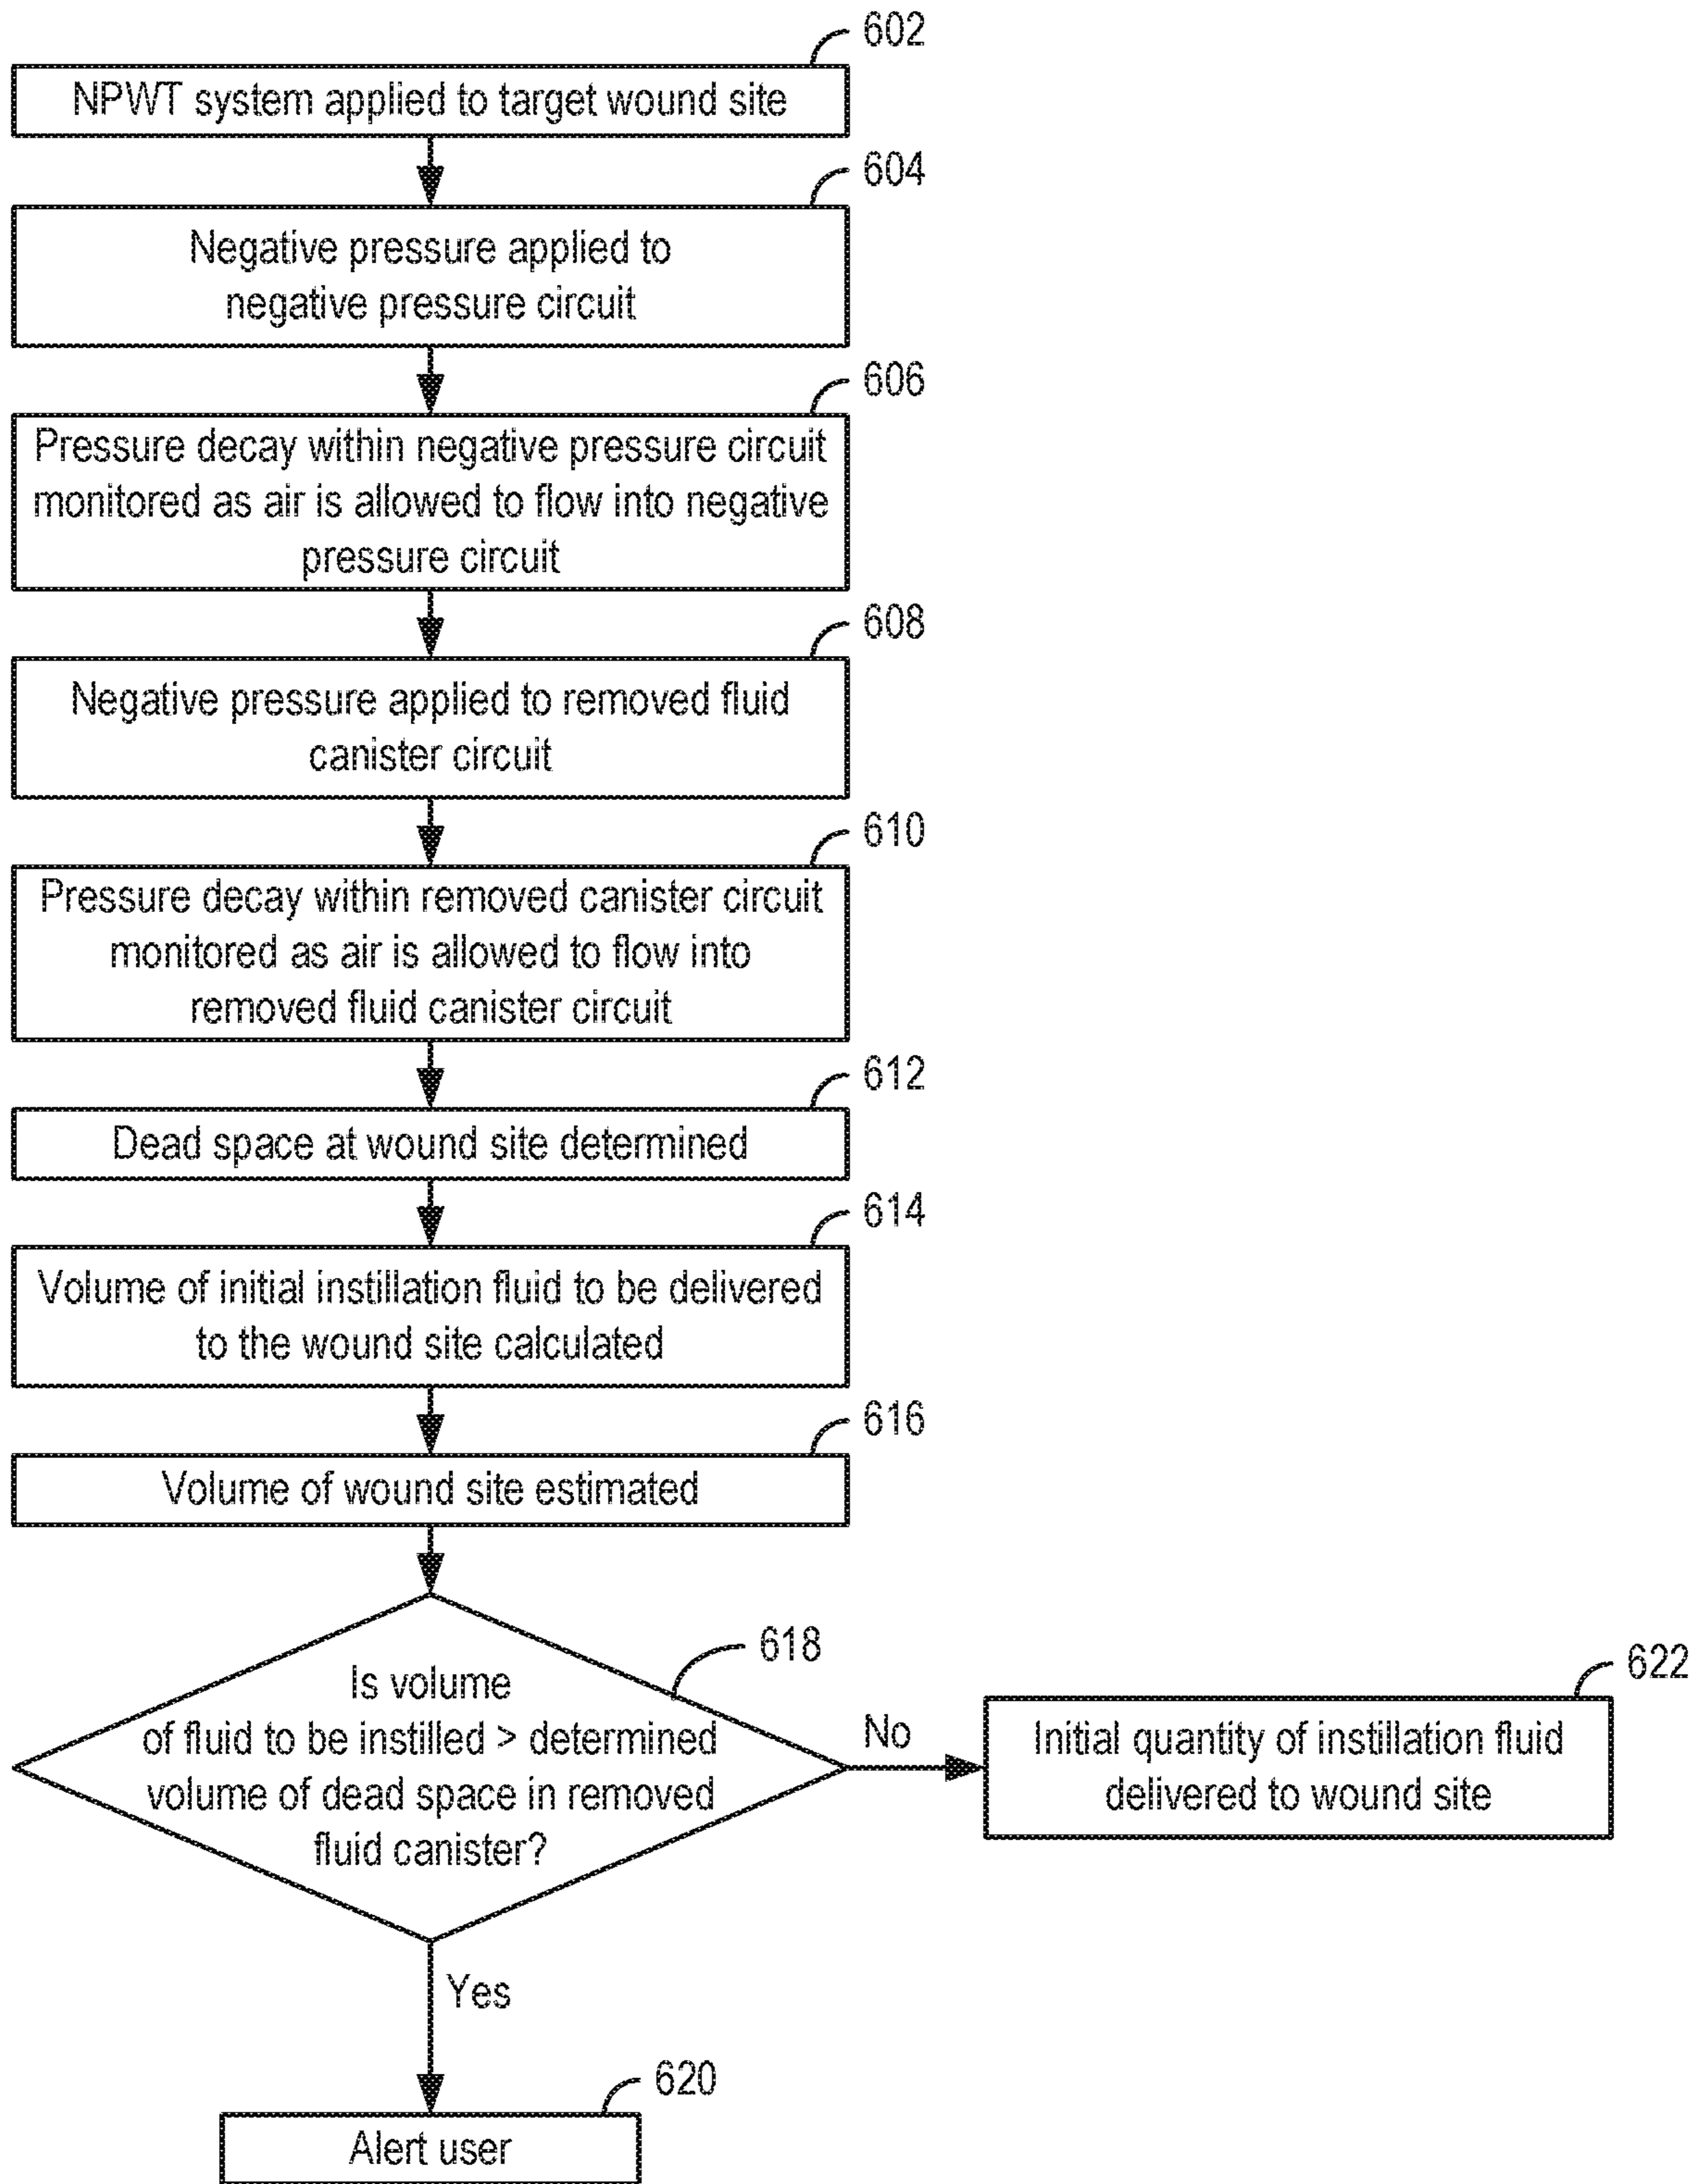 602
NPWT system applied to target wound site
604
Negative pressure applied to
negative pressure circuit
606
Pressure decay within negative pressure circuit
monitored as air is allowed to flow into negative
pressure circuit
608
Negative pressure applied to removed fluid
canister circuit
610
Pressure decay within removed canister circuit
monitored as air is allowed to flow into
removed fluid canister circuit
612
Dead space at wound site determined
614
Volume of initial instillation fluid to be delivered
to the wound site calculated
616
Volume of wound site estimated
618
Is volume
of fluid to be instilled > determined
volume of dead space in removed
fluid canister?
No
622
Initial quantity of instillation fluid
delivered to wound site
Yes
620
Alert user